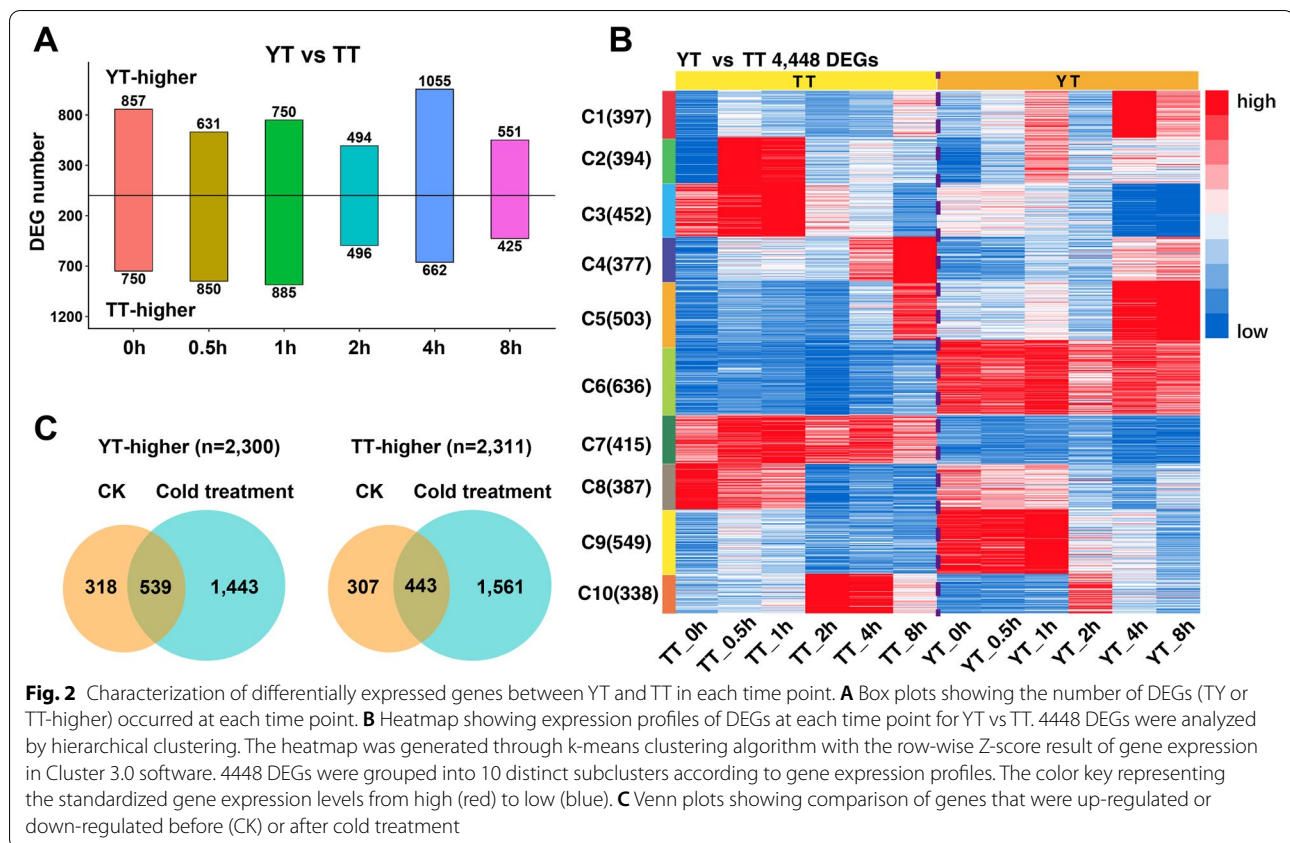 A
YT vs TT
YT-higher
857
631
750
494
1055
551
DEG number
800
300
200
700
1200
750
850
885
496
662
425
TT-higher
0h 0.5h 1h 2h 4h 8h
B
YT vs TT 4,448 DEGs
TT YT
C1(397)
C2(394)
C3(452)
C4(377)
C5(503)
C6(636)
C7(415)
C8(387)
C9(549)
C10(338)
high
low
TT_0h TT_0.5h TT_1h TT_2h TT_4h TT_8h YT_0h YT_0.5h YT_1h YT_2h YT_4h YT_8h
C
YT-higher (n=2,300) TT-higher (n=2,311)
CK Cold treatment CK Cold treatment
318 539 1,443 307 443 1,561
Fig. 2 Characterization of differentially expressed genes between YT and TT in each time point. A Box plots showing the number of DEGs (TY or
TT-higher) occurred at each time point. B Heatmap showing expression profiles of DEGs at each time point for YT vs TT. 4448 DEGs were analyzed
by hierarchical clustering. The heatmap was generated through k-means clustering algorithm with the row-wise Z-score result of gene expression
in Cluster 3.0 software. 4448 DEGs were grouped into 10 distinct subclusters according to gene expression profiles. The color key representing
the standardized gene expression levels from high (red) to low (blue). C Venn plots showing comparison of genes that were up-regulated or
down-regulated before (CK) or after cold treatment